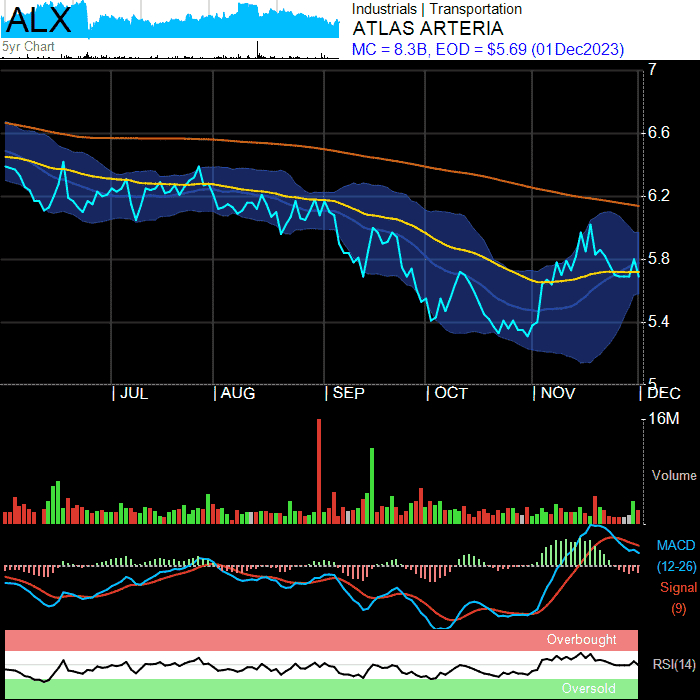 ALX
5yr Chart
Industrials | Transportation
ATLAS ARTERIA
MC = 8.3B, EOD = $5.69 (01Dec2023)
7
6.6
6.2
5.8
5.4
5
| JUL | AUG | SEP | OCT | NOV | DEC
16M
Volume
MACD
(12-26)
Signal
(9)
Overbought
RSI(14)
Oversold